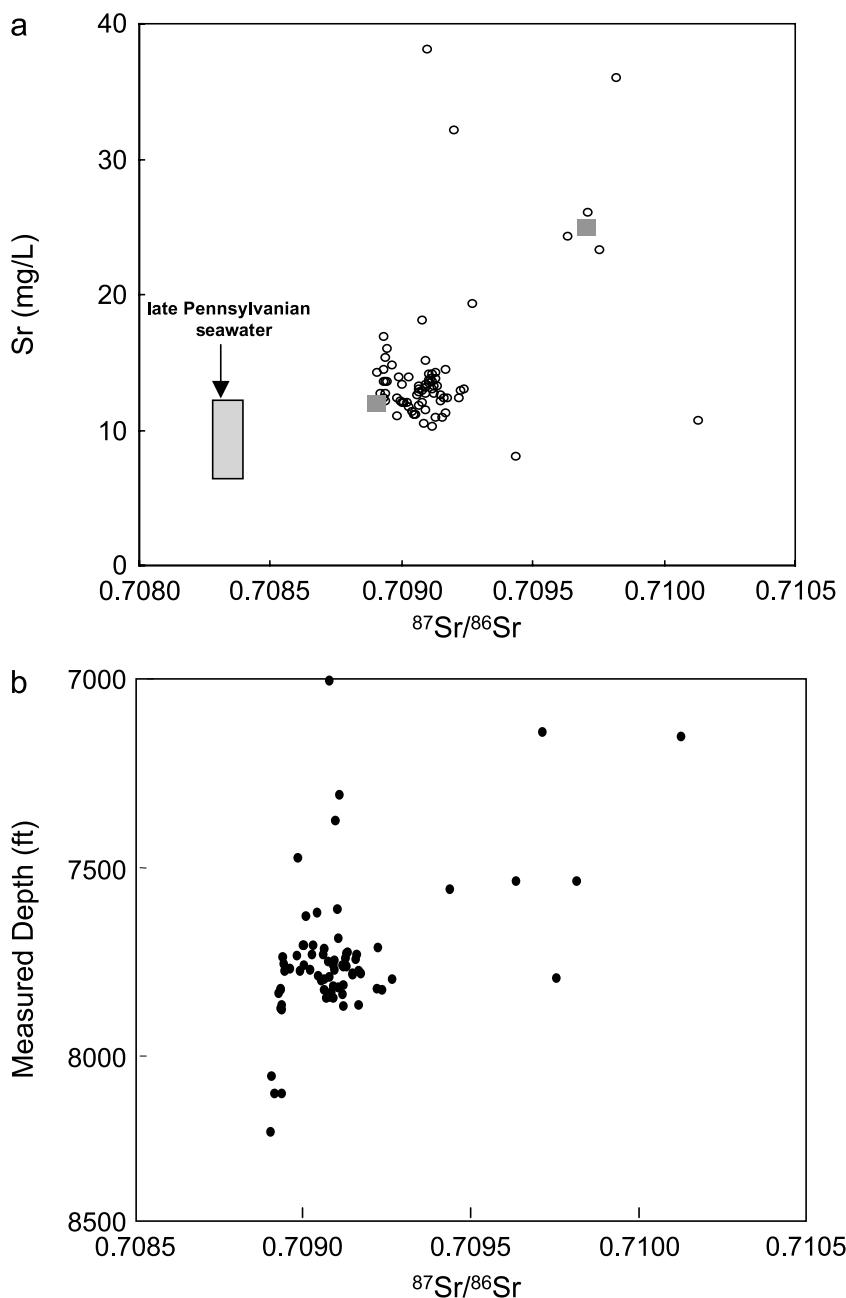 a
40
30
20
10
0
Sr (mg/L)
late Pennsylvanian
seawater
0.7080 0.7085 0.7090 0.7095 0.7100 0.7105
⁸⁷Sr/⁸⁶Sr
b
7000
7500
8000
8500
Measured Depth (ft)
0.7085 0.7090 0.7095 0.7100 0.7105
⁸⁷Sr/⁸⁶Sr